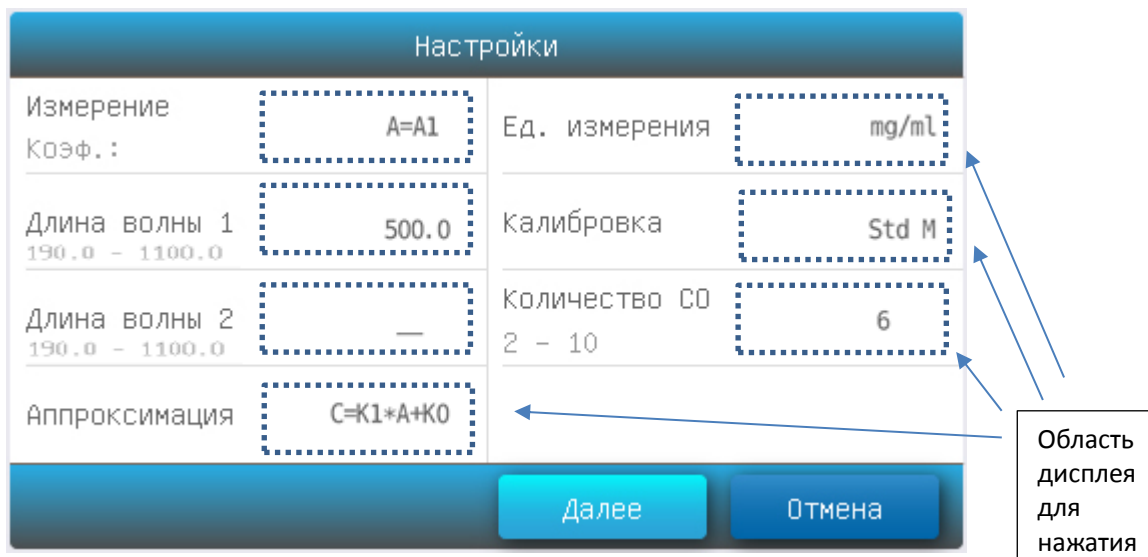 Настройки
Измерение
Коэф.:
A=A1
Длина волны 1
190.0 - 1100.0
500.0
Длина волны 2
190.0 - 1100.0
__
Аппроксимация
C=K1*A+K0
Ед. измерения
mg/ml
Калибровка
Std M
Количество СО
2 - 10
6
Далее
Отмена
Область
дисплея
для
нажатия